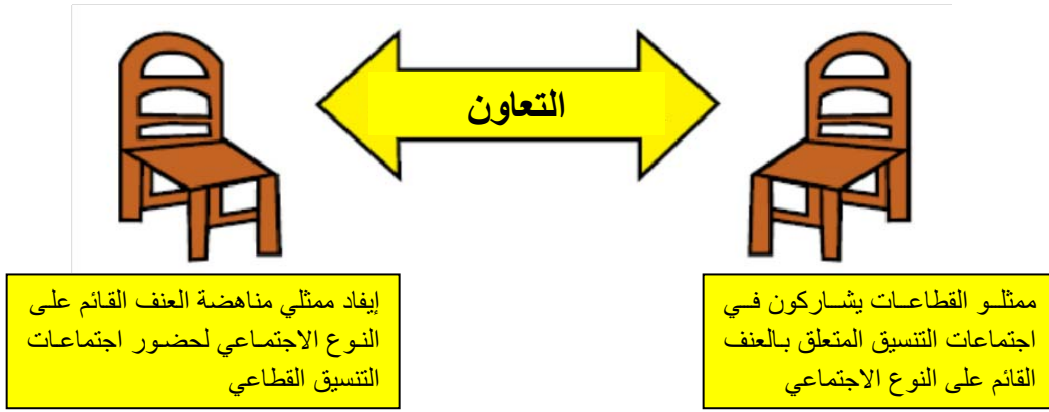 التعاون
ممثلو القطاعات يشاركون في
اجتماعات التنسيق المتعلق بالعنف
القائم على النوع الاجتماعي
إيفاد ممثلي مناهضة العنف القائم على
النوع الاجتماعي لحضور اجتماعات
التنسيق القطاعي